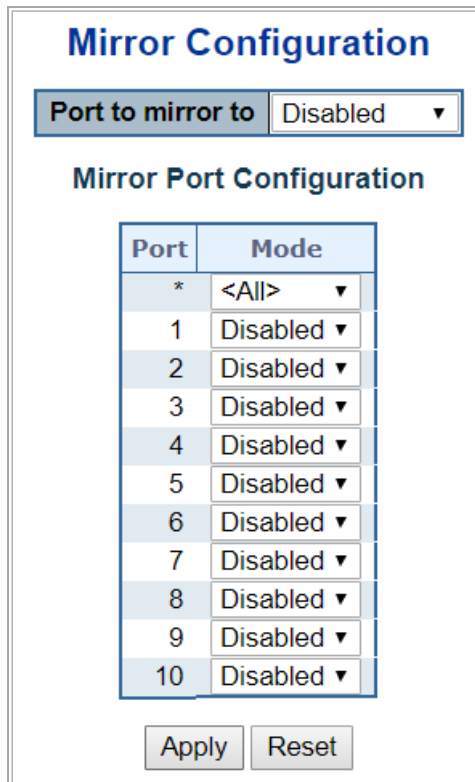 Mirror Configuration
Port to mirror to Disabled
Mirror Port Configuration
Port Mode
* <All>
1 Disabled
2 Disabled
3 Disabled
4 Disabled
5 Disabled
6 Disabled
7 Disabled
8 Disabled
9 Disabled
10 Disabled
Apply Reset